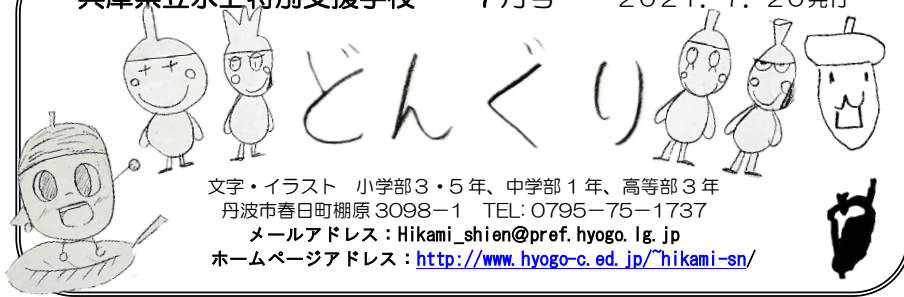 兵庫県立氷上特別支援学校 7月号 2021.7.20発行
どんぐり
文字・イラスト 小学部3・5年、中学部1年、高等部3年
丹波市春日町棚原3098-1 TEL:0795-75-1737
メールアドレス：Hikami_shien@pref.hyogo.lg.jp
ホームページアドレス：http://www.hyogo-c.ed.jp/~hikami-sn/